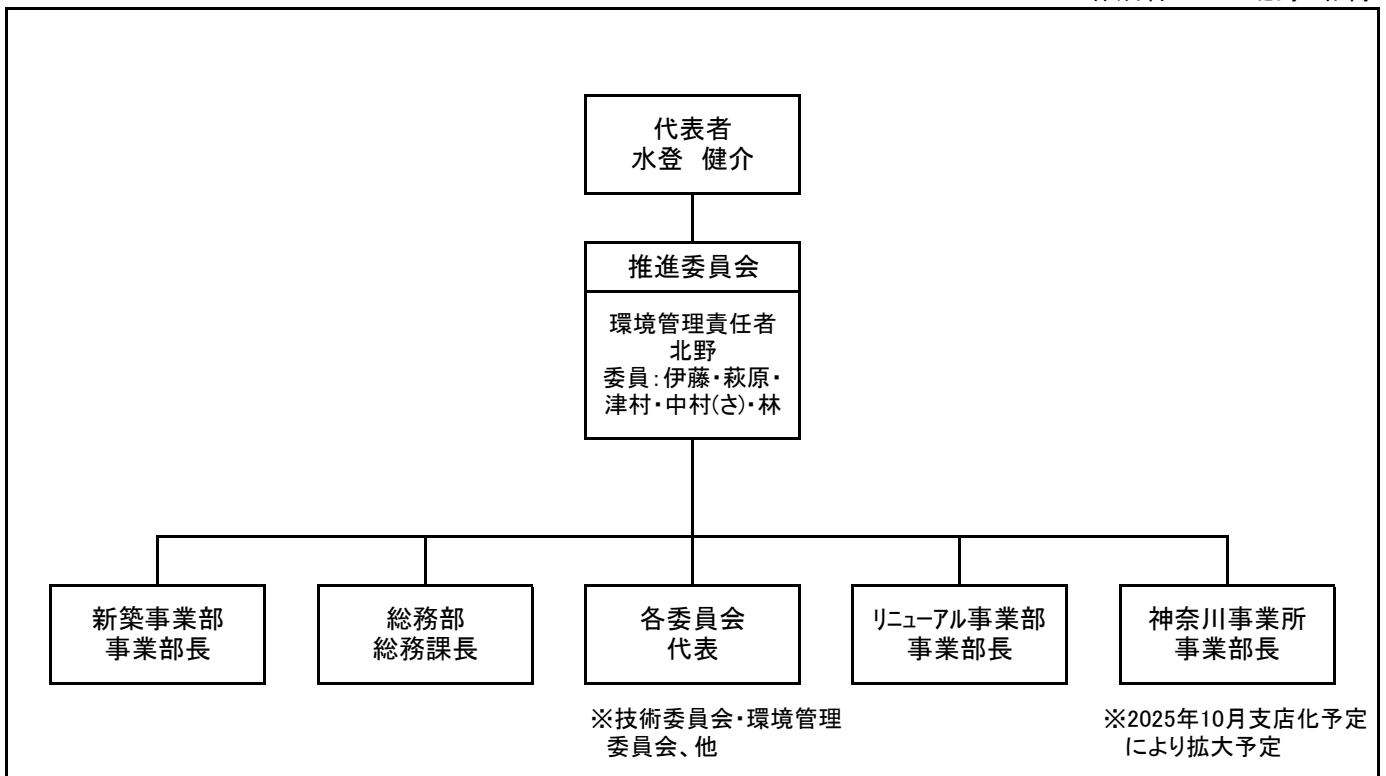 代表者
水登　健介
推進委員会
環境管理責任者
北野
委員：伊藤・萩原・
津村・中村(さ)・林
新築事業部
事業部長
総務部
総務課長
各委員会
代表
リニューアル事業部
事業部長
神奈川事業所
事業部長
※技術委員会・環境管理
委員会、他
※2025年10月支店化予定
により拡大予定